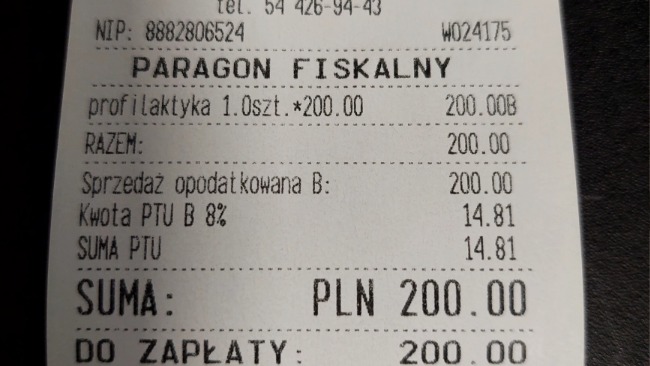 tel. 54 426-94-43
NIP: 8882806524 W024175
PARAGON FISKALNY
profilaktyka 1.0szt.*200.00 200.00B
RAZEM: 200.00
Sprzedaż opodatkowana B: 200.00
Kwota PTU B 8% 14.81
SUMA PTU 14.81
SUMA: PLN 200.00
DO ZAPŁATY: 200.00